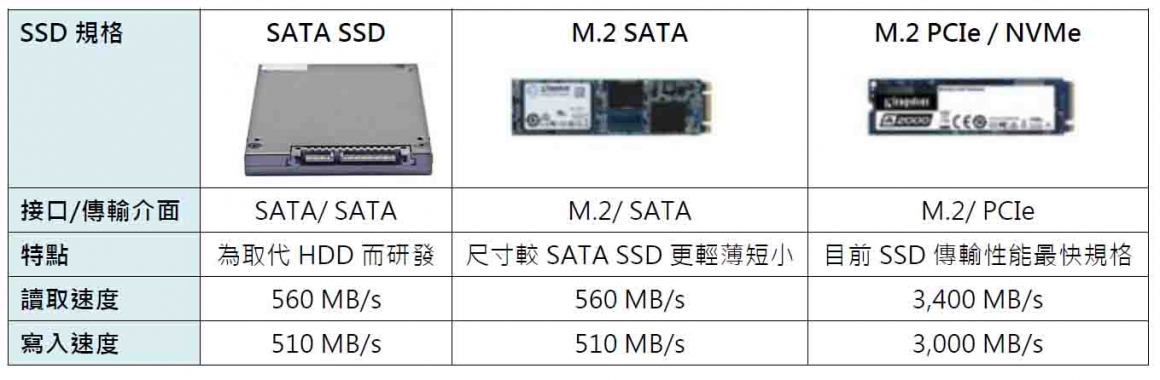 SSD 規格 SATA SSD M.2 SATA M.2 PCIe / NVMe
Kingston
Kingston
A2000
接口/傳輸介面 SATA/ SATA M.2/ SATA M.2/ PCIe
特點 為取代 HDD 而研發 尺寸較 SATA SSD 更輕薄短小 目前 SSD 傳輸性能最快規格
讀取速度 560 MB/s 560 MB/s 3,400 MB/s
寫入速度 510 MB/s 510 MB/s 3,000 MB/s